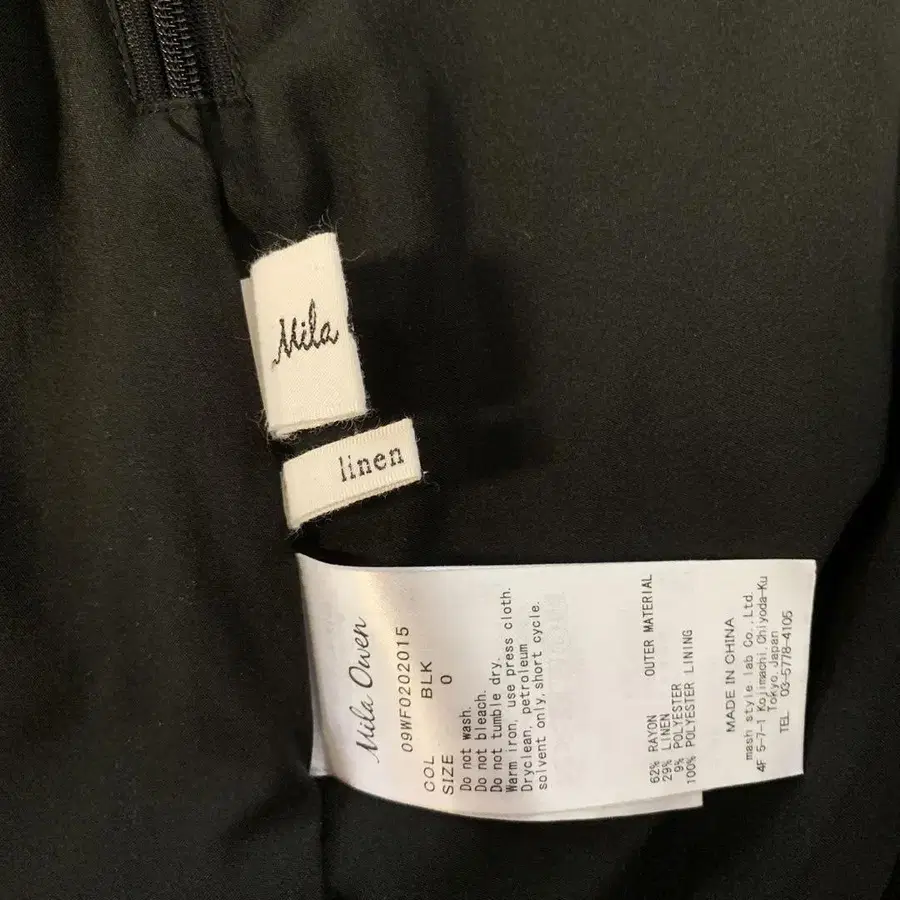 Mila
linen
Mila Owen
09WF0202015
COL BLK
SIZE 0
Do not wash.
Do not bleach.
Do not tumble dry.
Warm iron, use press cloth.
Dryclean, petroleum
solvent only, short cycle.
62% RAYON OUTER MATERIAL
29% LINEN
9% POLYESTER
100% POLYESTER LINING
MADE IN CHINA
mash style lab Co., Ltd.
4F 5-7-1 Kojimachi, Chiyoda-Ku
Tokyo, Japan
TEL 03-5778-4105